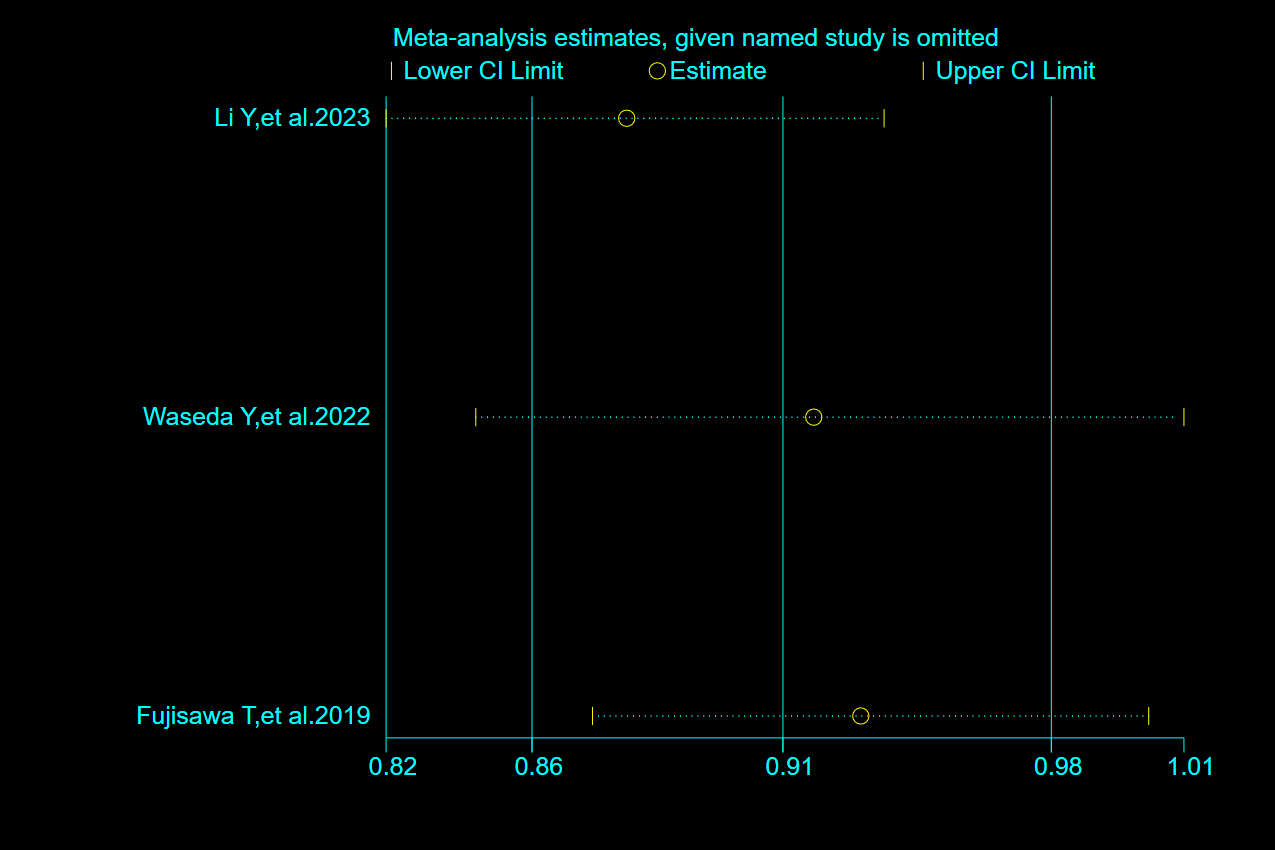 Meta-analysis estimates, given named study is omitted
Lower CI Limit Estimate Upper CI Limit
Li Y,et al.2023
Waseda Y,et al.2022
Fujisawa T,et al.2019
0.82 0.86 0.91 0.98 1.01